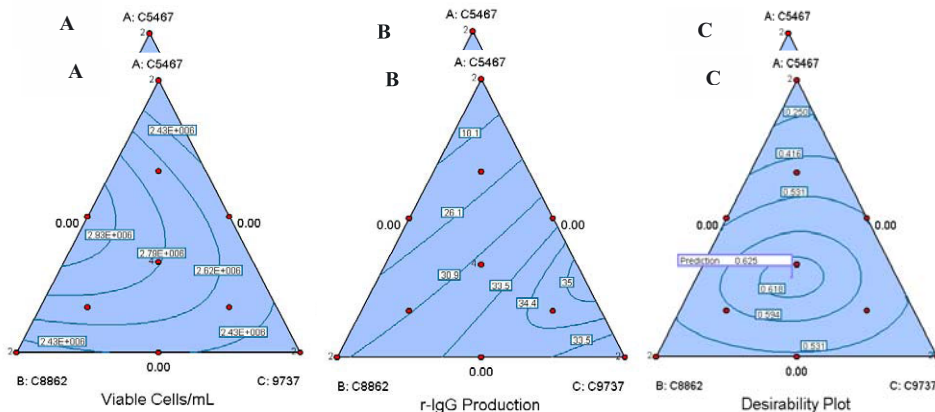 A
A: C5467
2
A
A: C5467
2
2.43E+006
0.00
0.00
2.93E+006
2.78E+006
4
2.62E+006
2.43E+006
2.43E+006
2
2
0.00
B: C8862
C: 9737
Viable Cells/mL
B
A: C5467
2
B
A: C5467
2
18.1
26.1
0.00
0.00
30.9
4
33.5
35
34.4
33.5
2
2
0.00
B: C8862
C: C9737
r-IgG Production
C
A: C5467
2
C
A: C5467
2
0.250
0.416
0.531
0.00
0.00
Prediction 0.625
0.618
0.594
0.531
2
0.00
B: C8862
C: C9737
Desirability Plot